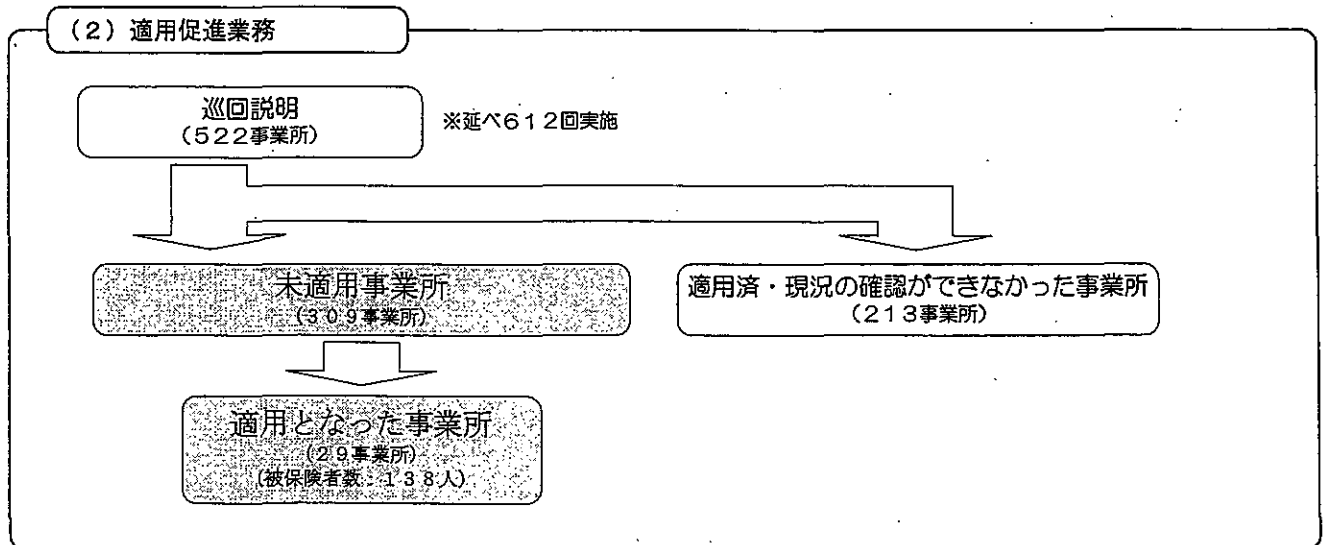 (2)適用促進業務
巡回説明
(522事業所)
※延べ612回実施
未適用事業所
(309事業所)
適用済・現況の確認ができなかった事業所
(213事業所)
適用となった事業所
(29事業所)
(被保険者数:138人)